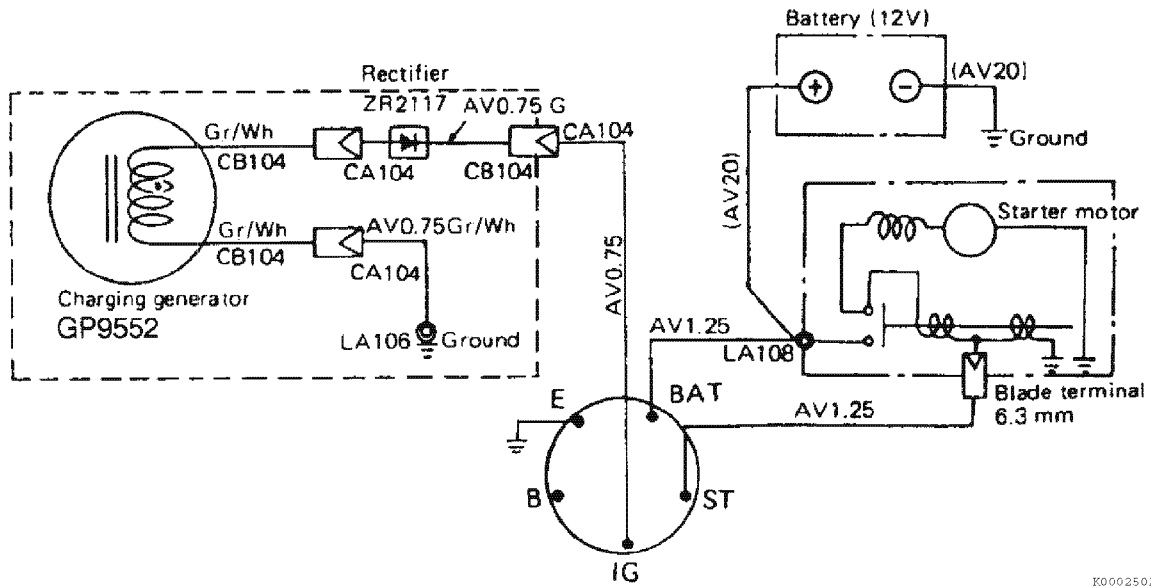 Battery (12V)
(AV20)
Ground
Rectifier
ZR2117
AV0.75 G
Gr/Wh
CB104
CA104
CB104
CA104
Gr/Wh
CB104
AV0.75Gr/Wh
CA104
Charging generator
GP9552
LA106
Ground
AV0.75
(AV20)
Starter motor
AV1.25
LA108
Blade terminal
6.3 mm
AV1.25
E
BAT
B
ST
IG